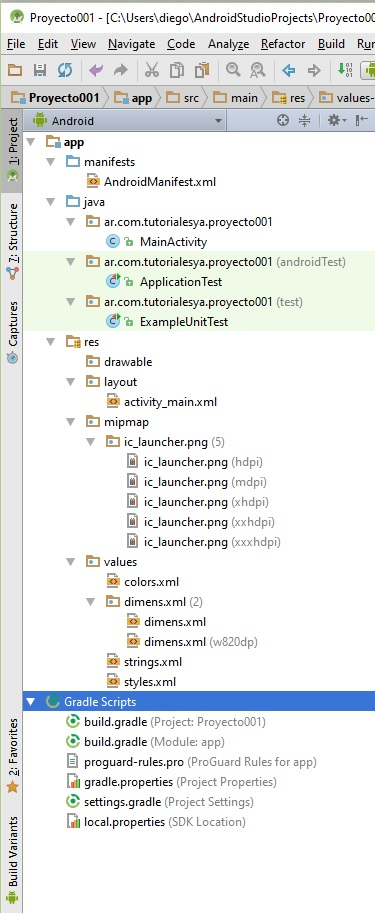 Proyecto001 - [C:\Users\diego\AndroidStudioProjects\Proyecto00
File Edit View Navigate Code Analyze Refactor Build Ru
Proyecto001 app src main res values-
Android
1: Project
7: Structure
Captures
2: Favorites
Build Variants
app
manifests
AndroidManifest.xml
java
ar.com.tutorialesya.proyecto001
MainActivity
ar.com.tutorialesya.proyecto001 (androidTest)
ApplicationTest
ar.com.tutorialesya.proyecto001 (test)
ExampleUnitTest
res
drawable
layout
activity_main.xml
mipmap
ic_launcher.png (5)
ic_launcher.png (hdpi)
ic_launcher.png (mdpi)
ic_launcher.png (xhdpi)
ic_launcher.png (xxhdpi)
ic_launcher.png (xxxhdpi)
values
colors.xml
dimens.xml (2)
dimens.xml
dimens.xml (w820dp)
strings.xml
styles.xml
Gradle Scripts
build.gradle (Project: Proyecto001)
build.gradle (Module: app)
proguard-rules.pro (ProGuard Rules for app)
gradle.properties (Project Properties)
settings.gradle (Project Settings)
local.properties (SDK Location)